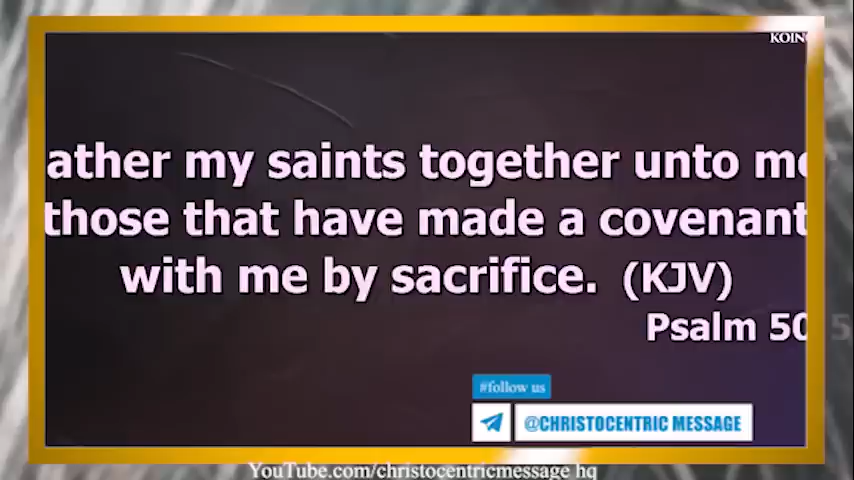 KOIN
ather my saints together unto me
those that have made a covenant
with me by sacrifice. (KJV)
Psalm 50 5
#follow us
@CHRISTOCENTRIC MESSAGE
YouTube.com/christocentricmessage hq